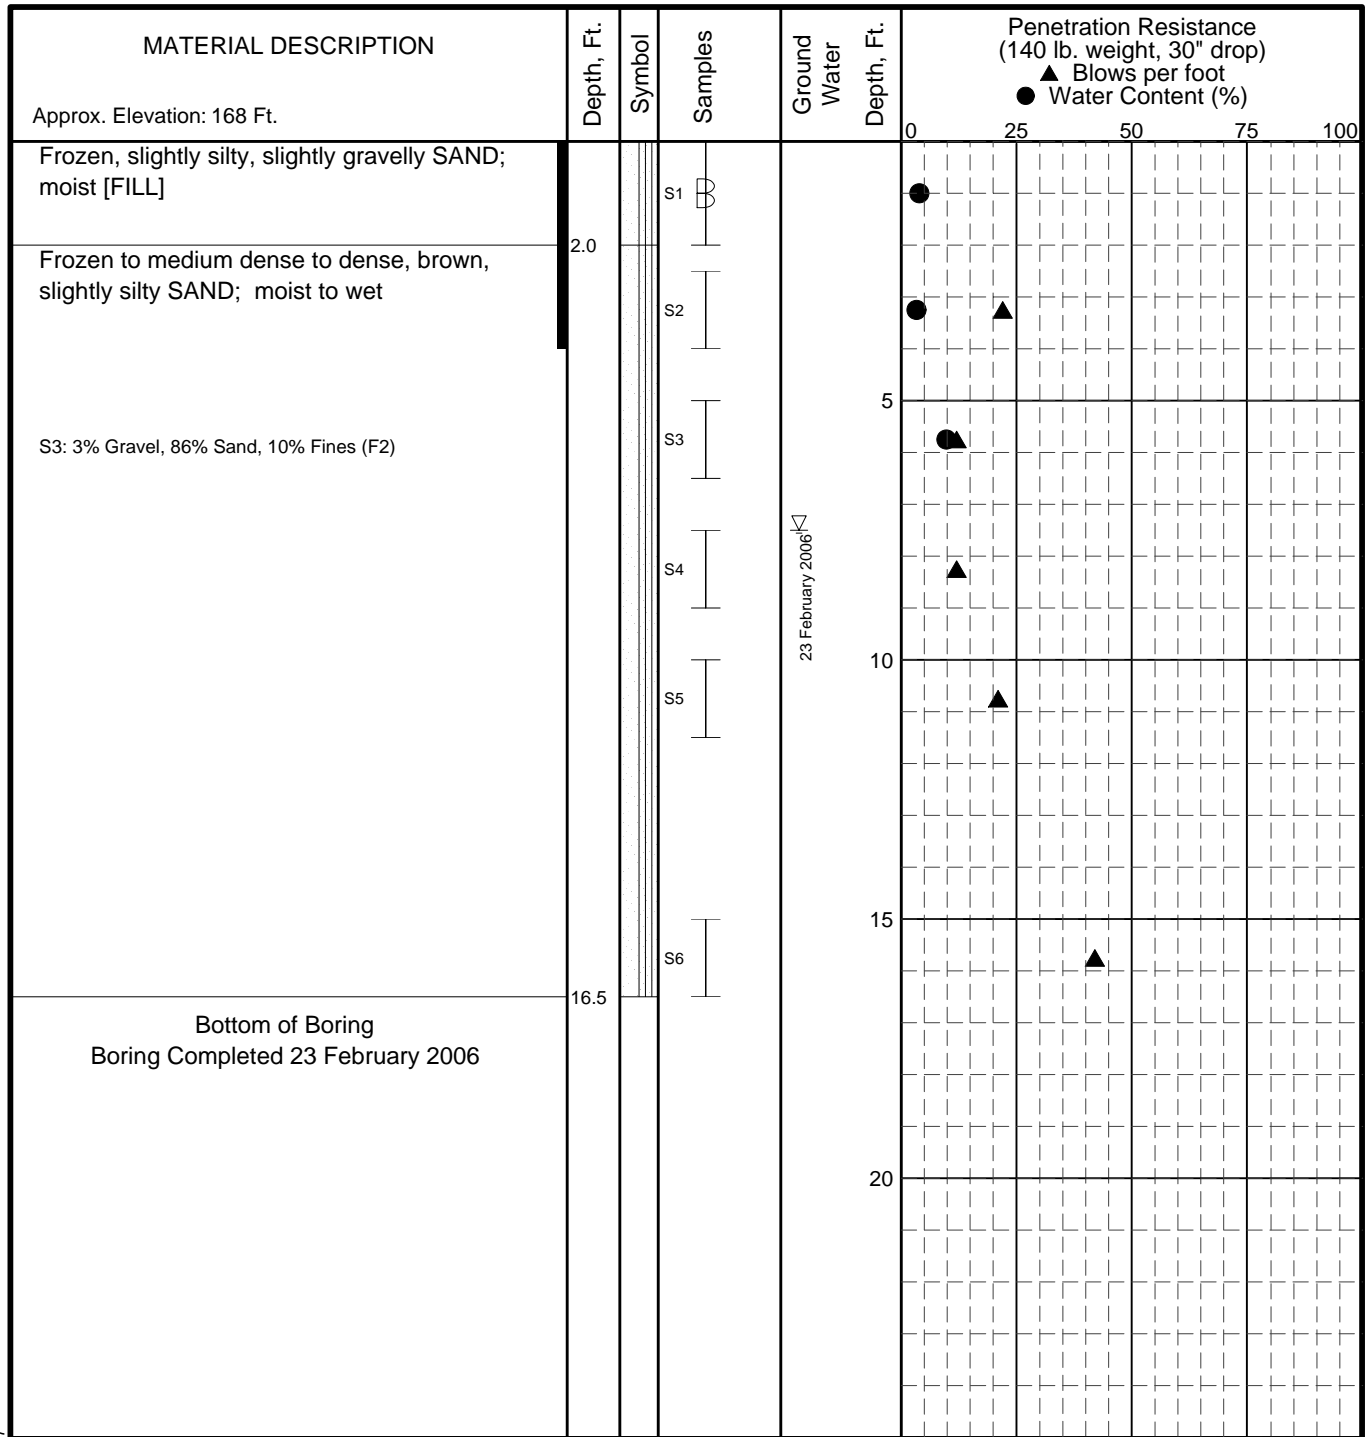 MATERIAL DESCRIPTION
Approx. Elevation: 168 Ft.
Depth, Ft.
Symbol
Samples
Ground
Water
Depth, Ft.
Penetration Resistance
(140 lb. weight, 30" drop)
▲ Blows per foot
● Water Content (%)
0 25 50 75 100
Frozen, slightly silty, slightly gravelly SAND;
moist [FILL]
S1
2.0
Frozen to medium dense to dense, brown,
slightly silty SAND; moist to wet
S2
5
S3: 3% Gravel, 86% Sand, 10% Fines (F2)
S3
23 February 2006
S4
10
S5
15
S6
16.5
Bottom of Boring
Boring Completed 23 February 2006
20